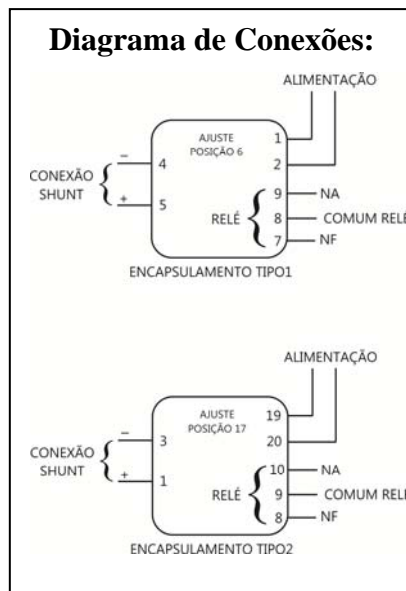 Diagrama de Conexões:
ALIMENTAÇÃO
AJUSTE
POSIÇÃO 6
1
2
CONEXÃO
SHUNT
–
+
4
5
RELÉ
9
8
7
NA
COMUM RELÉ
NF
ENCAPSULAMENTO TIPO1
ALIMENTAÇÃO
AJUSTE
POSIÇÃO 17
19
20
CONEXÃO
SHUNT
–
+
3
1
RELÉ
10
9
8
NA
COMUM RELÉ
NF
ENCAPSULAMENTO TIPO2